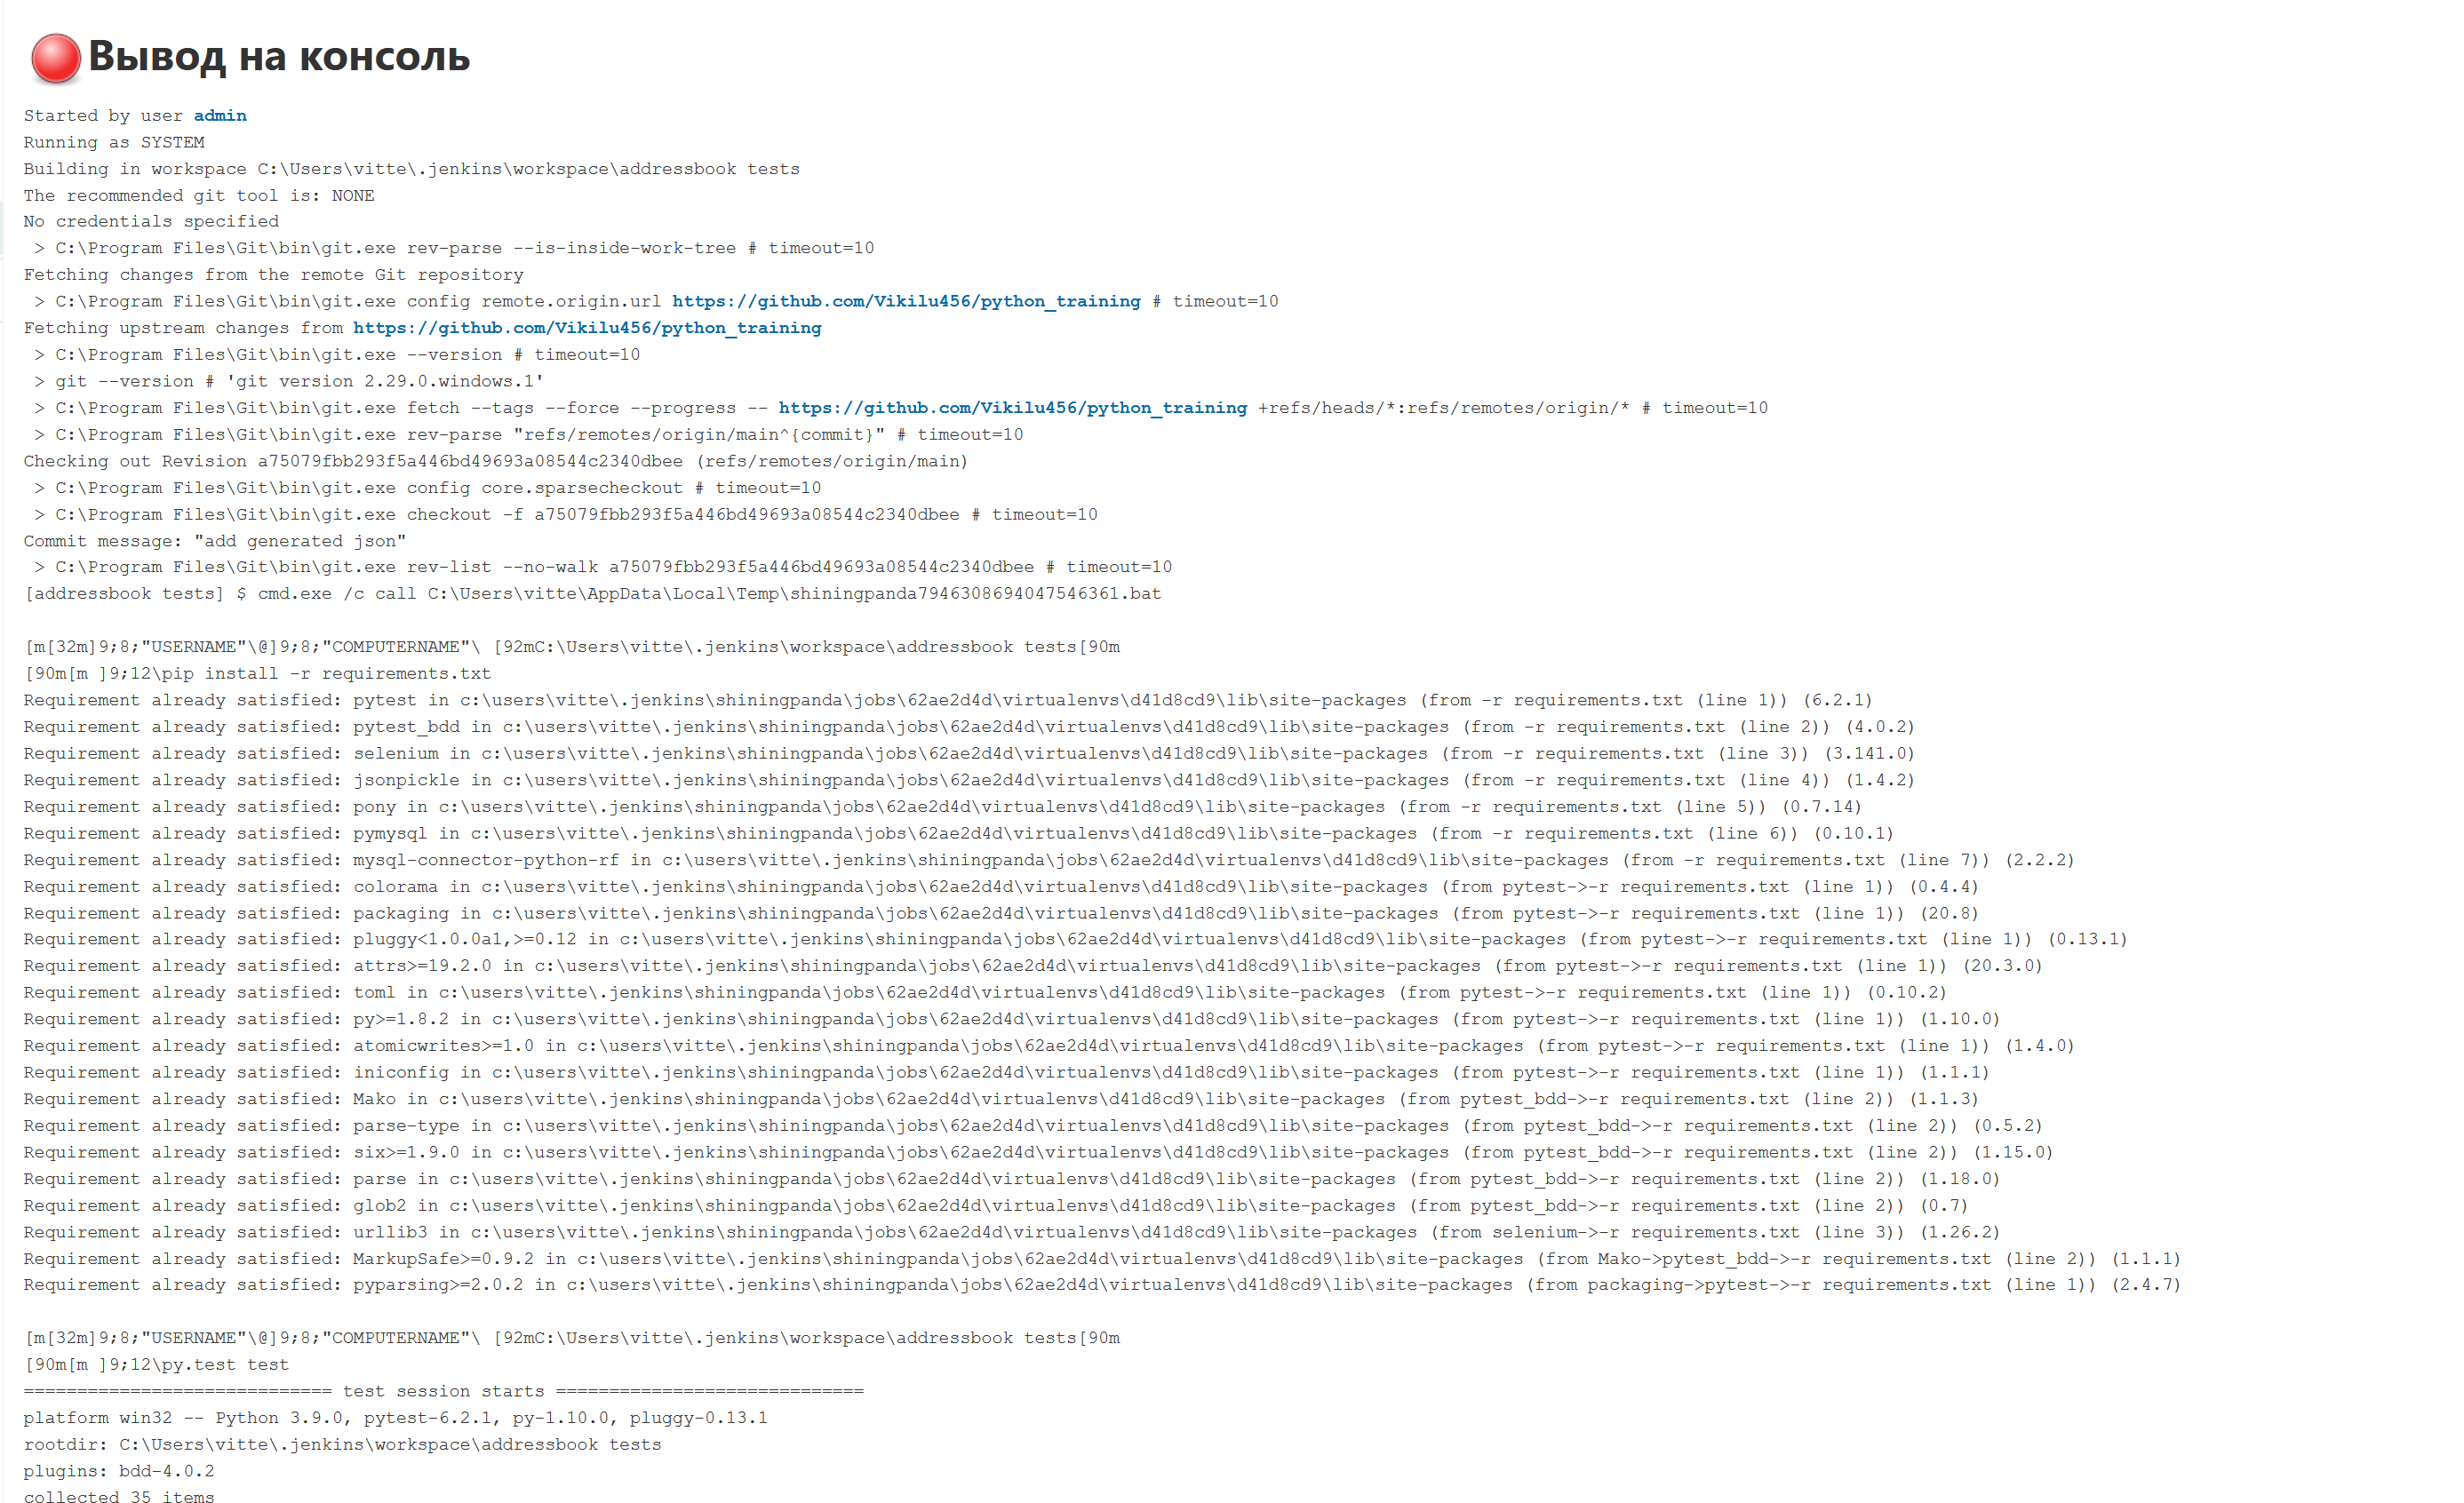 Вывод на консоль
Started by user admin
Running as SYSTEM
Building in workspace C:\Users\vitte\.jenkins\workspace\addressbook tests
The recommended git tool is: NONE
No credentials specified
 > C:\Program Files\Git\bin\git.exe rev-parse --is-inside-work-tree # timeout=10
Fetching changes from the remote Git repository
 > C:\Program Files\Git\bin\git.exe config remote.origin.url https://github.com/Vikilu456/python_training # timeout=10
Fetching upstream changes from https://github.com/Vikilu456/python_training
 > C:\Program Files\Git\bin\git.exe --version # timeout=10
 > git --version # 'git version 2.29.0.windows.1'
 > C:\Program Files\Git\bin\git.exe fetch --tags --force --progress -- https://github.com/Vikilu456/python_training +refs/heads/*:refs/remotes/origin/* # timeout=10
 > C:\Program Files\Git\bin\git.exe rev-parse "refs/remotes/origin/main^{commit}" # timeout=10
Checking out Revision a75079fbb293f5a446bd49693a08544c2340dbee (refs/remotes/origin/main)
 > C:\Program Files\Git\bin\git.exe config core.sparsecheckout # timeout=10
 > C:\Program Files\Git\bin\git.exe checkout -f a75079fbb293f5a446bd49693a08544c2340dbee # timeout=10
Commit message: "add generated json"
 > C:\Program Files\Git\bin\git.exe rev-list --no-walk a75079fbb293f5a446bd49693a08544c2340dbee # timeout=10
[addressbook tests] $ cmd.exe /c call C:\Users\vitte\AppData\Local\Temp\shiningpanda7946308694047546361.bat
[m[32m]9;8;"USERNAME"\@]9;8;"COMPUTERNAME"\ [92mC:\Users\vitte\.jenkins\workspace\addressbook tests[90m
[90m[m ]9;12\pip install -r requirements.txt
Requirement already satisfied: pytest in c:\users\vitte\.jenkins\shiningpanda\jobs\62ae2d4d\virtualenvs\d41d8cd9\lib\site-packages (from -r requirements.txt (line 1)) (6.2.1)
Requirement already satisfied: pytest_bdd in c:\users\vitte\.jenkins\shiningpanda\jobs\62ae2d4d\virtualenvs\d41d8cd9\lib\site-packages (from -r requirements.txt (line 2)) (4.0.2)
Requirement already satisfied: selenium in c:\users\vitte\.jenkins\shiningpanda\jobs\62ae2d4d\virtualenvs\d41d8cd9\lib\site-packages (from -r requirements.txt (line 3)) (3.141.0)
Requirement already satisfied: jsonpickle in c:\users\vitte\.jenkins\shiningpanda\jobs\62ae2d4d\virtualenvs\d41d8cd9\lib\site-packages (from -r requirements.txt (line 4)) (1.4.2)
Requirement already satisfied: pony in c:\users\vitte\.jenkins\shiningpanda\jobs\62ae2d4d\virtualenvs\d41d8cd9\lib\site-packages (from -r requirements.txt (line 5)) (0.7.14)
Requirement already satisfied: pymysql in c:\users\vitte\.jenkins\shiningpanda\jobs\62ae2d4d\virtualenvs\d41d8cd9\lib\site-packages (from -r requirements.txt (line 6)) (0.10.1)
Requirement already satisfied: mysql-connector-python-rf in c:\users\vitte\.jenkins\shiningpanda\jobs\62ae2d4d\virtualenvs\d41d8cd9\lib\site-packages (from -r requirements.txt (line 7)) (2.2.2)
Requirement already satisfied: colorama in c:\users\vitte\.jenkins\shiningpanda\jobs\62ae2d4d\virtualenvs\d41d8cd9\lib\site-packages (from pytest->-r requirements.txt (line 1)) (0.4.4)
Requirement already satisfied: packaging in c:\users\vitte\.jenkins\shiningpanda\jobs\62ae2d4d\virtualenvs\d41d8cd9\lib\site-packages (from pytest->-r requirements.txt (line 1)) (20.8)
Requirement already satisfied: pluggy<1.0.0a1,>=0.12 in c:\users\vitte\.jenkins\shiningpanda\jobs\62ae2d4d\virtualenvs\d41d8cd9\lib\site-packages (from pytest->-r requirements.txt (line 1)) (0.13.1)
Requirement already satisfied: attrs>=19.2.0 in c:\users\vitte\.jenkins\shiningpanda\jobs\62ae2d4d\virtualenvs\d41d8cd9\lib\site-packages (from pytest->-r requirements.txt (line 1)) (20.3.0)
Requirement already satisfied: toml in c:\users\vitte\.jenkins\shiningpanda\jobs\62ae2d4d\virtualenvs\d41d8cd9\lib\site-packages (from pytest->-r requirements.txt (line 1)) (0.10.2)
Requirement already satisfied: py>=1.8.2 in c:\users\vitte\.jenkins\shiningpanda\jobs\62ae2d4d\virtualenvs\d41d8cd9\lib\site-packages (from pytest->-r requirements.txt (line 1)) (1.10.0)
Requirement already satisfied: atomicwrites>=1.0 in c:\users\vitte\.jenkins\shiningpanda\jobs\62ae2d4d\virtualenvs\d41d8cd9\lib\site-packages (from pytest->-r requirements.txt (line 1)) (1.4.0)
Requirement already satisfied: iniconfig in c:\users\vitte\.jenkins\shiningpanda\jobs\62ae2d4d\virtualenvs\d41d8cd9\lib\site-packages (from pytest->-r requirements.txt (line 1)) (1.1.1)
Requirement already satisfied: Mako in c:\users\vitte\.jenkins\shiningpanda\jobs\62ae2d4d\virtualenvs\d41d8cd9\lib\site-packages (from pytest_bdd->-r requirements.txt (line 2)) (1.1.3)
Requirement already satisfied: parse-type in c:\users\vitte\.jenkins\shiningpanda\jobs\62ae2d4d\virtualenvs\d41d8cd9\lib\site-packages (from pytest_bdd->-r requirements.txt (line 2)) (0.5.2)
Requirement already satisfied: six>=1.9.0 in c:\users\vitte\.jenkins\shiningpanda\jobs\62ae2d4d\virtualenvs\d41d8cd9\lib\site-packages (from pytest_bdd->-r requirements.txt (line 2)) (1.15.0)
Requirement already satisfied: parse in c:\users\vitte\.jenkins\shiningpanda\jobs\62ae2d4d\virtualenvs\d41d8cd9\lib\site-packages (from pytest_bdd->-r requirements.txt (line 2)) (1.18.0)
Requirement already satisfied: glob2 in c:\users\vitte\.jenkins\shiningpanda\jobs\62ae2d4d\virtualenvs\d41d8cd9\lib\site-packages (from pytest_bdd->-r requirements.txt (line 2)) (0.7)
Requirement already satisfied: urllib3 in c:\users\vitte\.jenkins\shiningpanda\jobs\62ae2d4d\virtualenvs\d41d8cd9\lib\site-packages (from selenium->-r requirements.txt (line 3)) (1.26.2)
Requirement already satisfied: MarkupSafe>=0.9.2 in c:\users\vitte\.jenkins\shiningpanda\jobs\62ae2d4d\virtualenvs\d41d8cd9\lib\site-packages (from Mako->pytest_bdd->-r requirements.txt (line 2)) (1.1.1)
Requirement already satisfied: pyparsing>=2.0.2 in c:\users\vitte\.jenkins\shiningpanda\jobs\62ae2d4d\virtualenvs\d41d8cd9\lib\site-packages (from packaging->pytest->-r requirements.txt (line 1)) (2.4.7)
[m[32m]9;8;"USERNAME"\@]9;8;"COMPUTERNAME"\ [92mC:\Users\vitte\.jenkins\workspace\addressbook tests[90m
[90m[m ]9;12\py.test test
============================= test session starts =============================
platform win32 -- Python 3.9.0, pytest-6.2.1, py-1.10.0, pluggy-0.13.1
rootdir: C:\Users\vitte\.jenkins\workspace\addressbook tests
plugins: bdd-4.0.2
collected 35 items